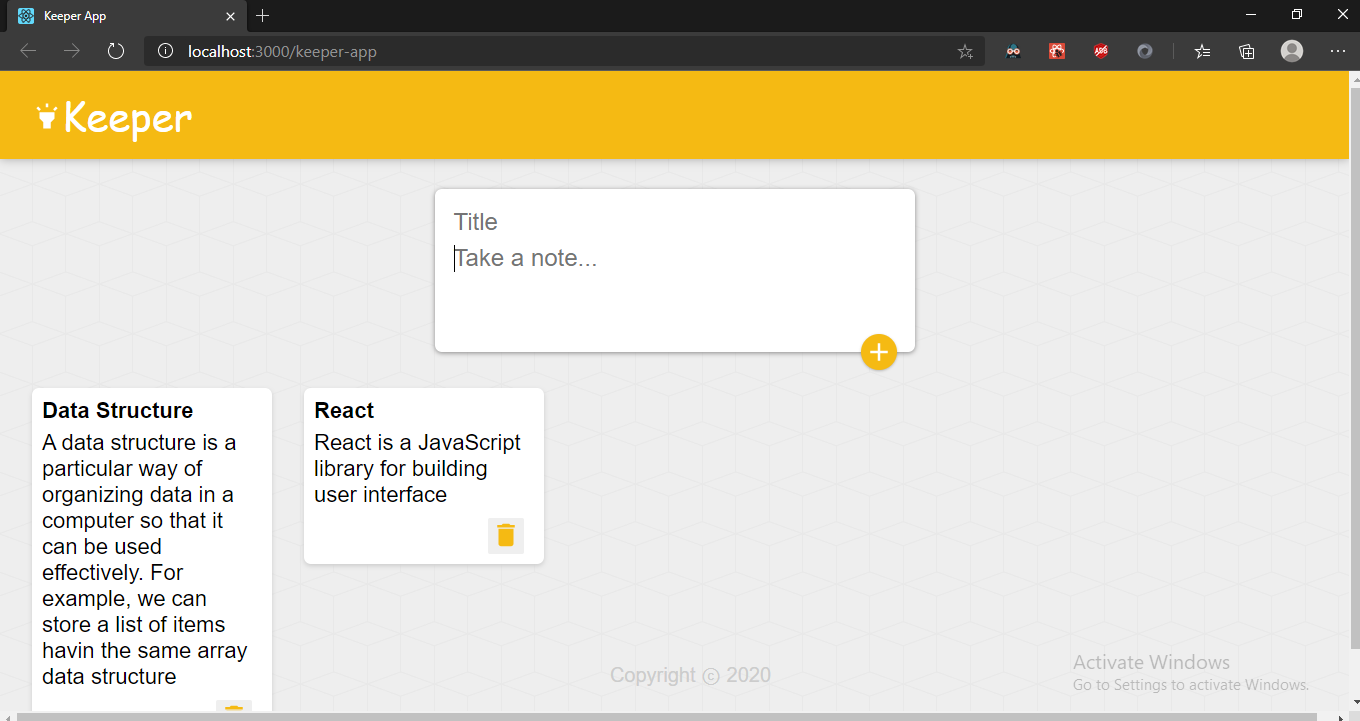 Keeper App
localhost:3000/keeper-app
ABP
Keeper
Title
Take a note...
Data Structure
A data structure is a
particular way of
organizing data in a
computer so that it
can be used
effectively. For
example, we can
store a list of items
havin the same array
data structure
React
React is a JavaScript
library for building
user interface
Copyright ⓒ 2020
Activate Windows
Go to Settings to activate Windows.